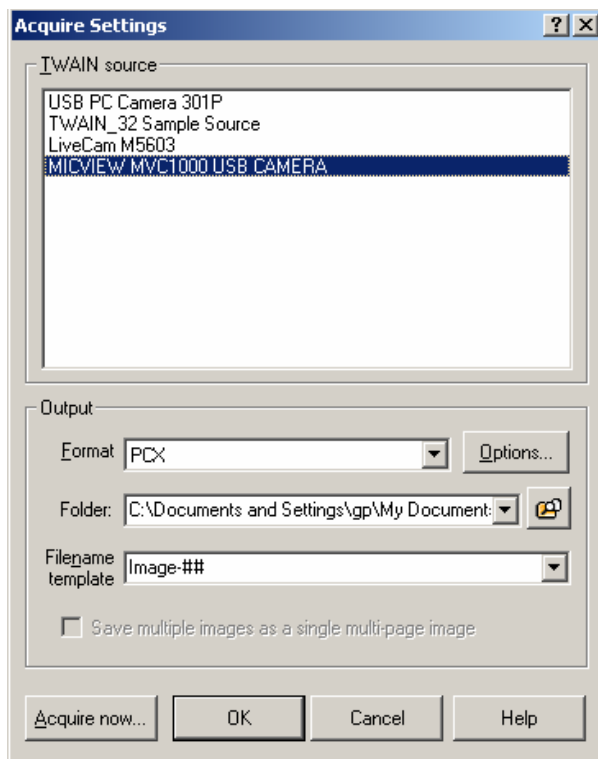 Acquire Settings
TWAIN source
USB PC Camera 301P
TWAIN_32 Sample Source
LiveCam M5603
MICVIEW MVC1000 USB CAMERA
Output
Format PCX Options...
Folder: C:\Documents and Settings\gp\My Document
Filename template Image-##
Save multiple images as a single multi-page image
Acquire now... OK Cancel Help